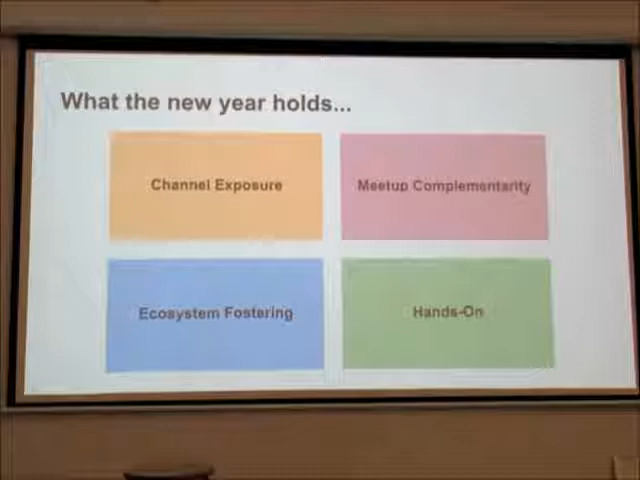 What the new year holds...
Channel Exposure
Meetup Complementarity
Ecosystem Fostering
Hands-On